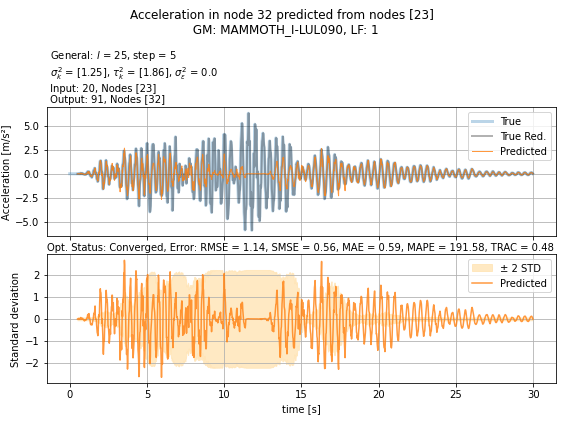 Acceleration in node 32 predicted from nodes [23]
GM: MAMMOTH_I-LUL090, LF: 1
General: l = 25, step = 5
σ²ₖ = [1.25], τ²ₖ = [1.86], σ²ε = 0.0
Input: 20, Nodes [23]
Output: 91, Nodes [32]
Acceleration [m/s²]
5.0
2.5
0.0
−2.5
−5.0
True
True Red.
Predicted
Opt. Status: Converged, Error: RMSE = 1.14, SMSE = 0.56, MAE = 0.59, MAPE = 191.58, TRAC = 0.48
Standard deviation
2
1
0
−1
−2
± 2 STD
Predicted
0 5 10 15 20 25 30
time [s]